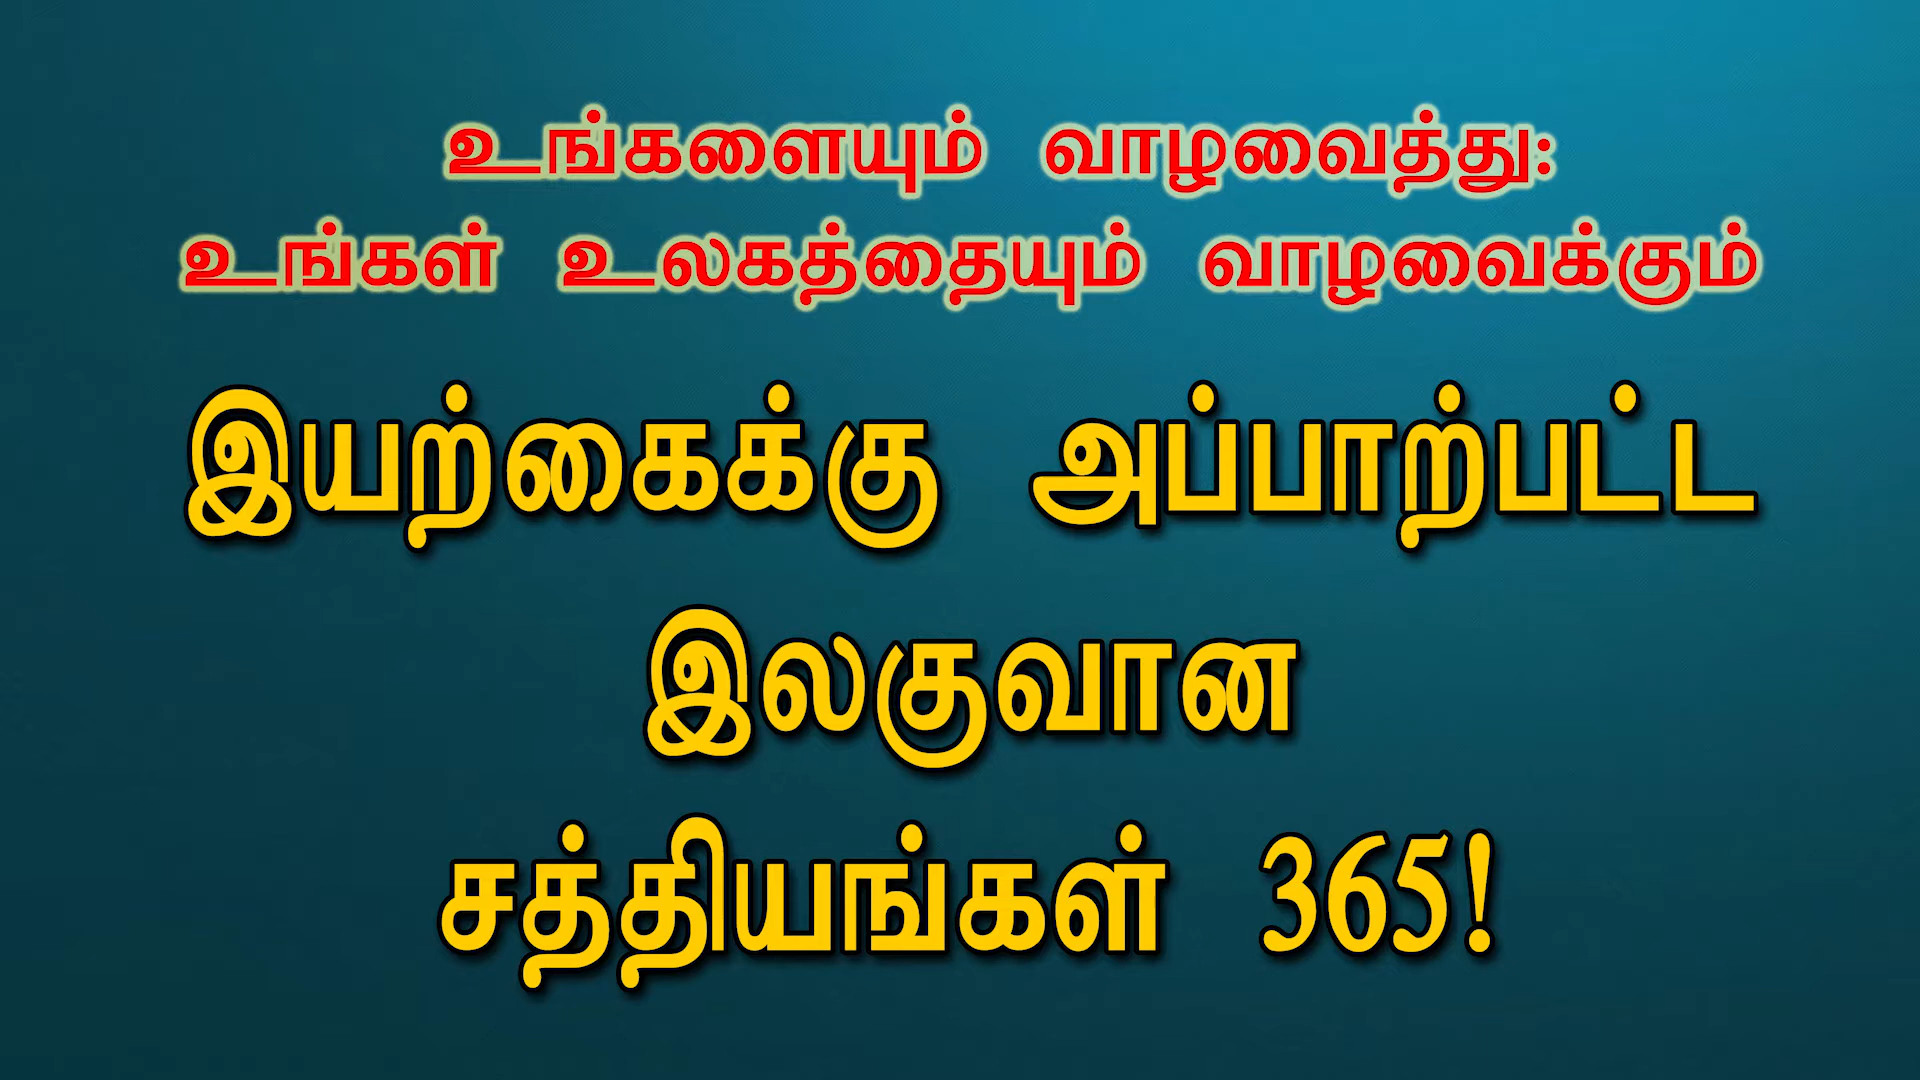 உங்களையும் வாழவைத்து:
உங்கள் உலகத்தையும் வாழவைக்கும்
இயற்கைக்கு அப்பாற்பட்ட
இலகுவான
சத்தியங்கள் 365!